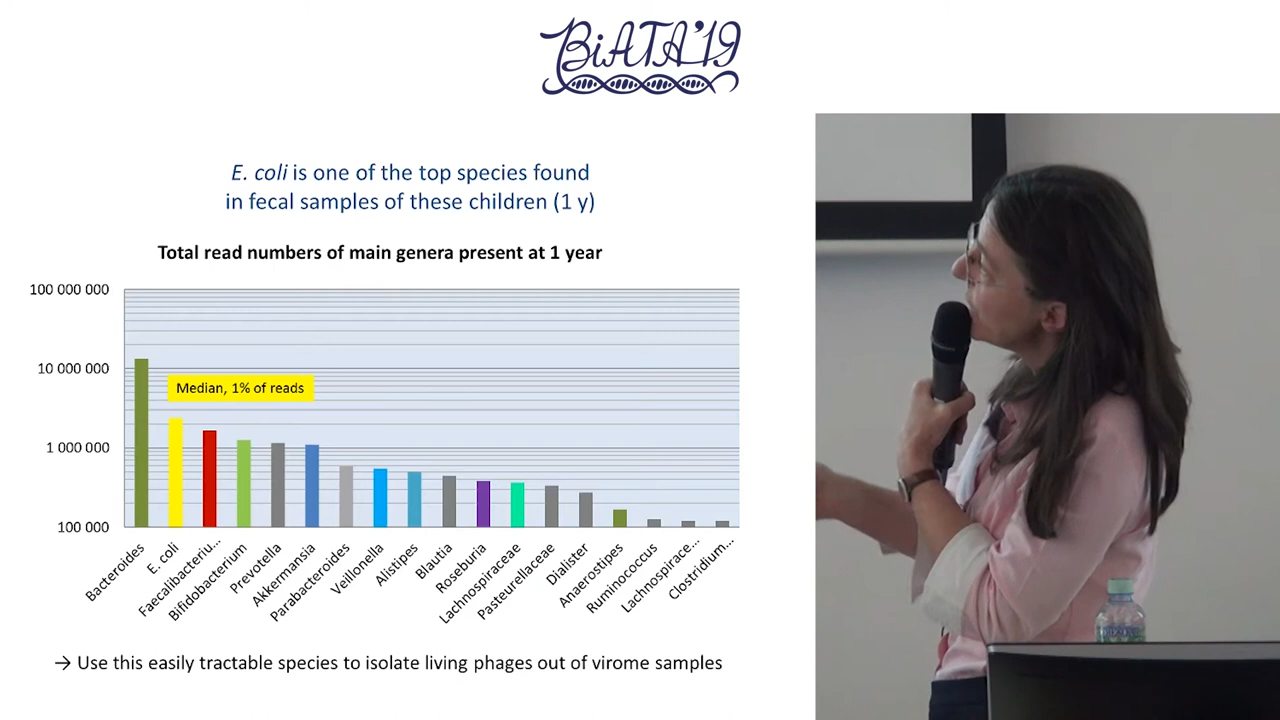 BiATA'19
E. coli is one of the top species found
in fecal samples of these children (1 y)
Total read numbers of main genera present at 1 year
100 000 000
10 000 000
1 000 000
100 000
Median, 1% of reads
Bacteroides
E. coli
Faecalibacteriu...
Bifidobacterium
Prevotella
Akkermansia
Parabacteroides
Veillonella
Alistipes
Blautia
Roseburia
Lachnospiraceae
Pasteurellaceae
Dialister
Anaerostipes
Ruminococcus
Lachnospirace...
Clostridium...
→ Use this easily tractable species to isolate living phages out of virome samples